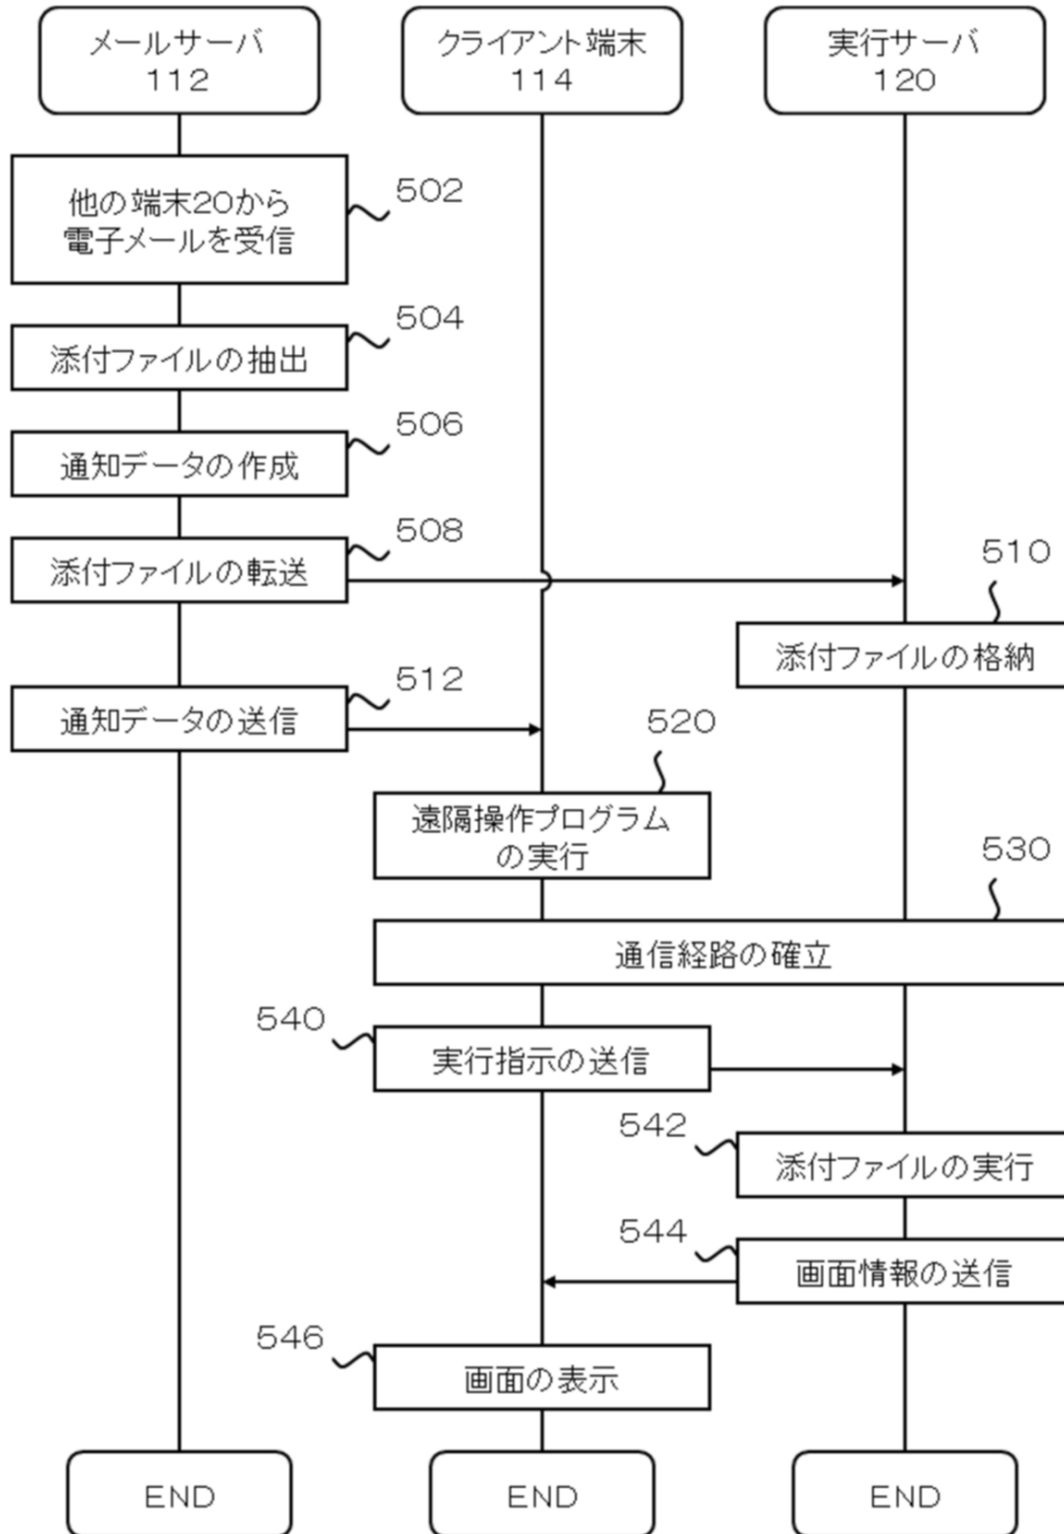 メールサーバ
112
クライアント端末
114
実行サーバ
120
他の端末20から
電子メールを受信
502
添付ファイルの抽出
504
通知データの作成
506
添付ファイルの転送
508
510
添付ファイルの格納
通知データの送信
512
520
遠隔操作プログラム
の実行
530
通信経路の確立
540
実行指示の送信
542
添付ファイルの実行
544
画面情報の送信
546
画面の表示
END
END
END